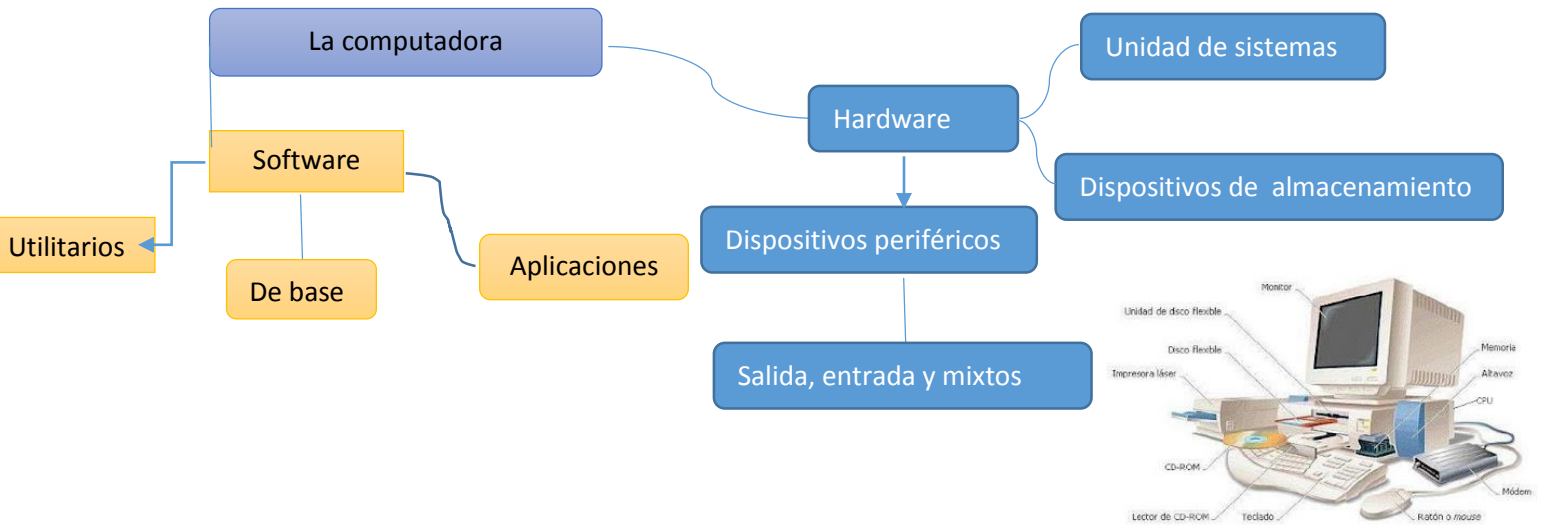 La computadora
Unidad de sistemas
Hardware
Software
Dispositivos de almacenamiento
Utilitarios
Dispositivos periféricos
Aplicaciones
De base
Salida, entrada y mixtos
Monitor
Unidad de disco flexible
Disco flexible
Impresora láser
Memoria
Altavoz
CPU
CD-ROM
Módem
Lector de CD-ROM
Teclado
Ratón o mouse